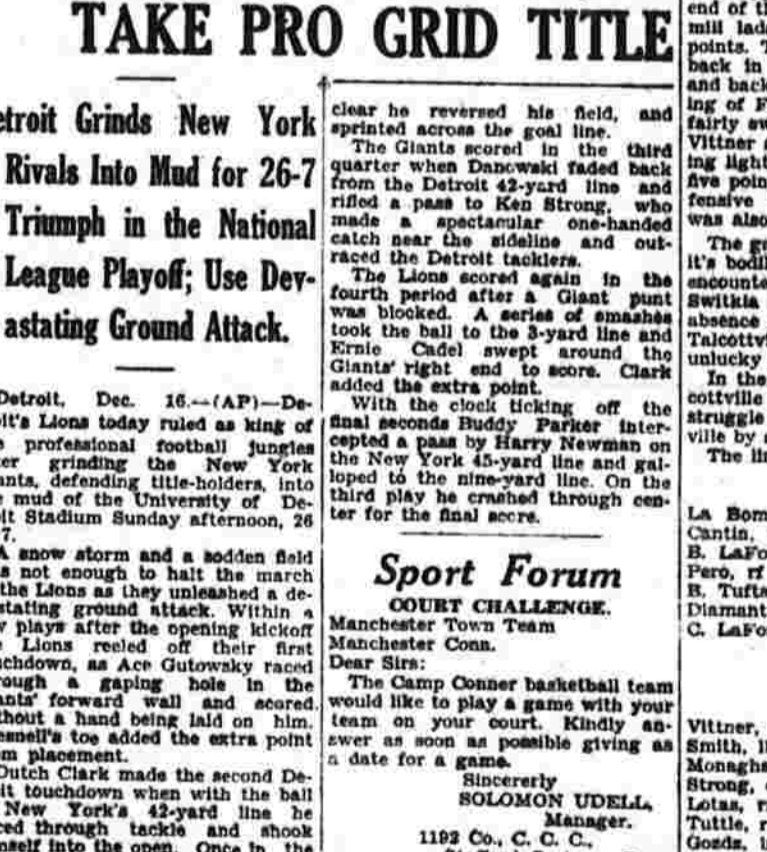 TAKE PRO GRID TITLE
etroit Grinds New York
Rivals Into Mud for 26-7
Triumph in the National
League Playoff; Use Dev-
astating Ground Attack.
Detroit, Dec. 16.—(AP)—De-
it's Lions today ruled as king of
professional football jungles
er grinding the New York
ants, defending title-holders, into
mud of the University of De-
it Stadium Sunday afternoon, 26
7.
A snow storm and a sodden field
s not enough to halt the march
the Lions as they unleashed a de-
stating ground attack. Within a
plays after the opening kickoff
Lions reeled off their first
chdown, as Ace Gutowsky raced
rough a gaping hole in the
ants' forward wall and scored
thout a hand being laid on him.
esnell's toe added the extra point
m placement.
Dutch Clark made the second De-
it touchdown when with the ball
New York's 42-yard line he
ced through tackle and shook
mself into the open. Once in the
clear he reversed his field, and
sprinted across the goal line.
The Giants scored in the third
quarter when Danowski faded back
from the Detroit 42-yard line and
rifled a pass to Ken Strong, who
made a spectacular one-handed
catch near the sideline and out-
raced the Detroit tacklers.
The Lions scored again in the
fourth period after a Giant punt
was blocked. A series of smashes
took the ball to the 3-yard line and
Ernie Cadel swept around the
Giants' right end to score. Clark
added the extra point.
With the clock ticking off the
final seconds Buddy Parker inter-
cepted a pass by Harry Newman on
the New York 45-yard line and gal-
loped to the nine-yard line. On the
third play he crashed through cen-
ter for the final score.
Sport Forum
COURT CHALLENGE.
Manchester Town Team
Manchester Conn.
Dear Sirs:
The Camp Conner basketball team
would like to play a game with your
team on your court. Kindly an-
swer as soon as possible giving as
a date for a game.
Sincererly
SOLOMON UDELL,
Manager.
1192 Co., C. C. C.,
end of t
mill lad
points.
back in
and back
ing of F
fairly ev
Vittner
ing light
five poin
fensive
was also
The g
it's bodil
encounte
Switkla
absence
Talcottvi
unlucky
In the
cottville
struggle
ville by
The li
La Bom
Cantin,
B. LaFo
Pero, rf
R. Tufts
Diamant
C. LaFo
Vittner,
Smith, l
Monagha
Strong,
Lotas, r
Tuttle, r
Goads, l